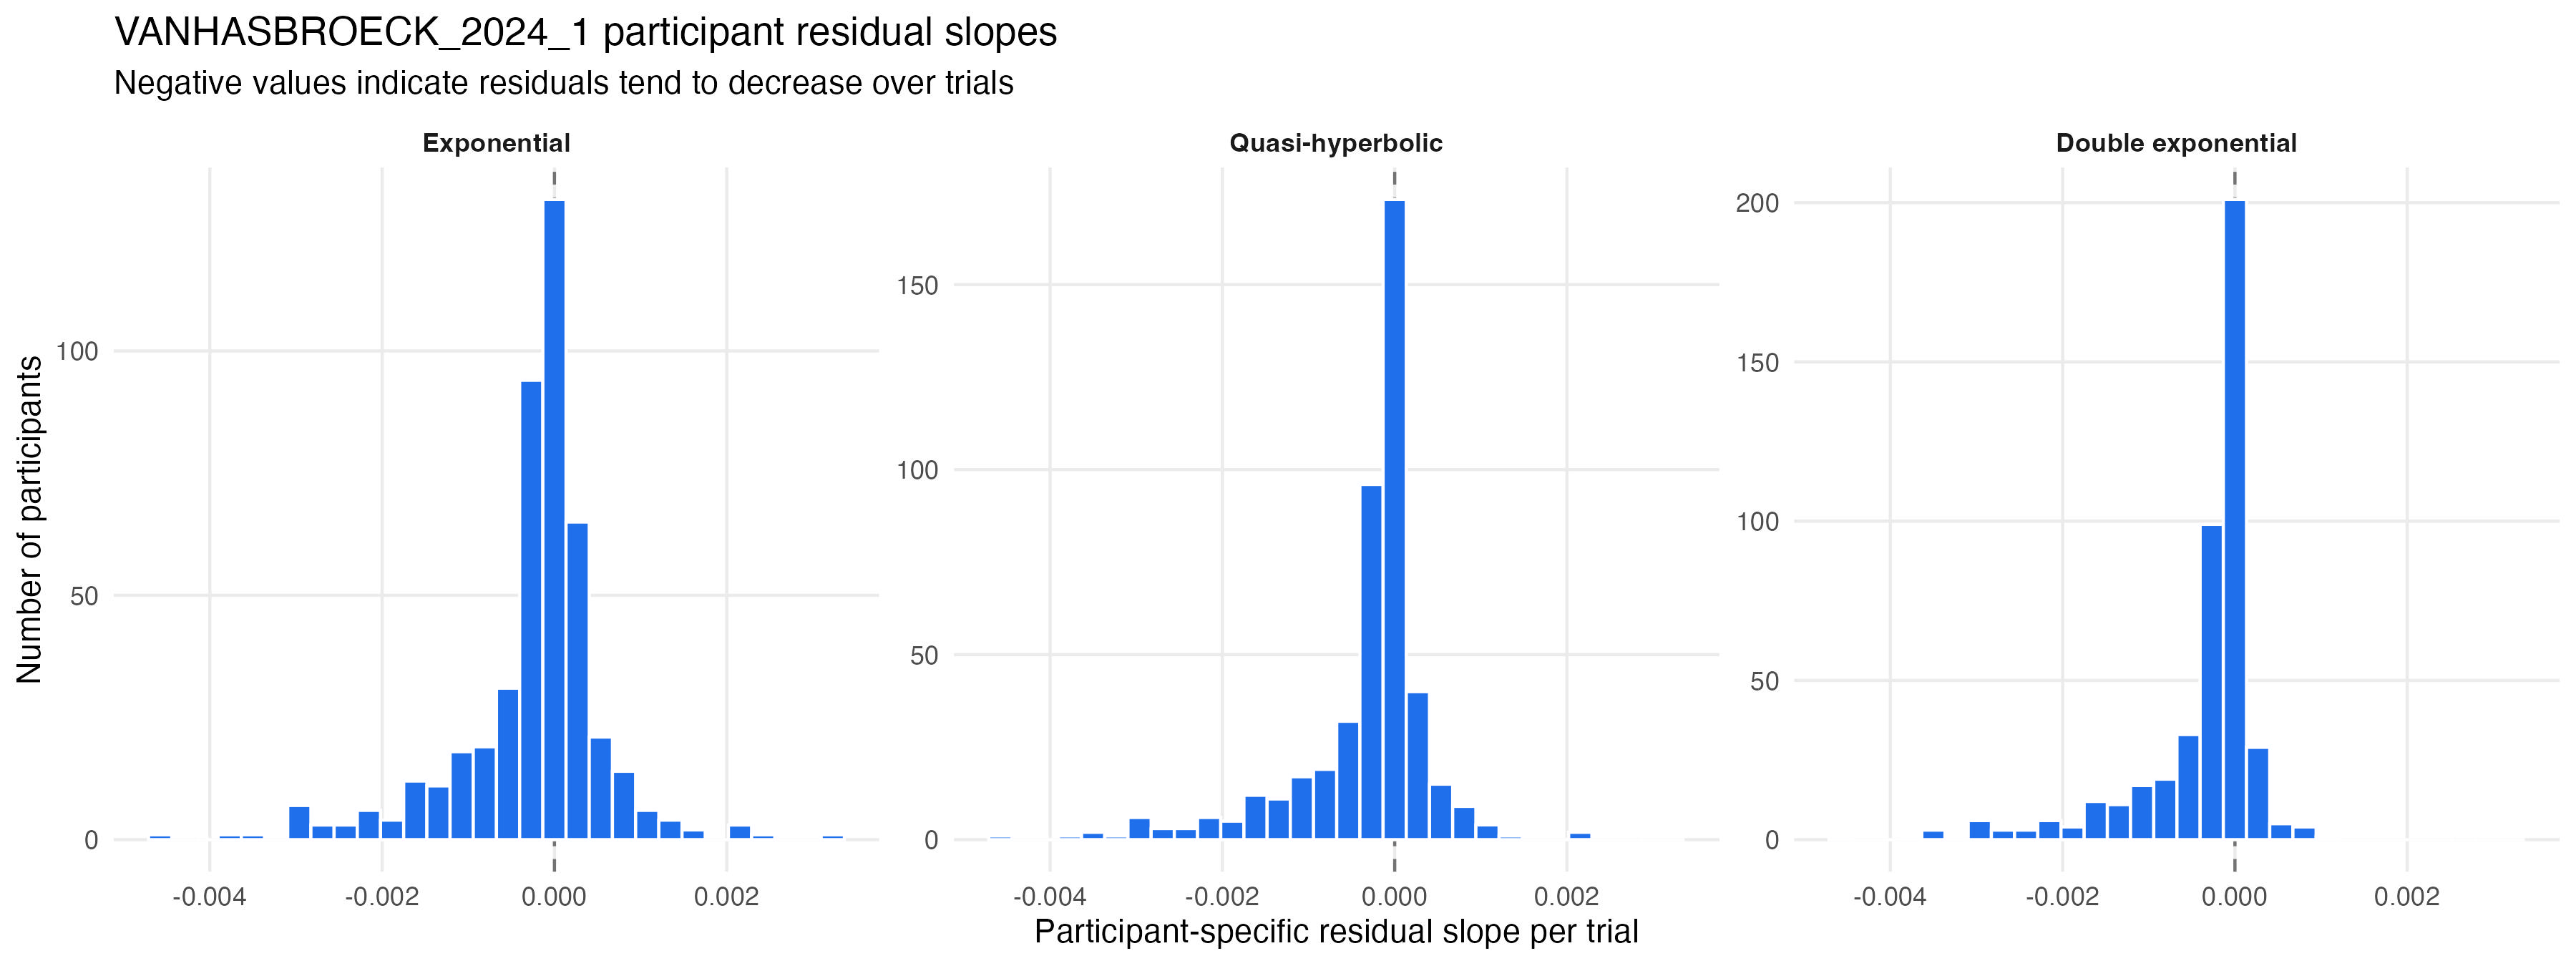 VANHASBROECK_2024_1 participant residual slopes
Negative values indicate residuals tend to decrease over trials
Exponential
Quasi-hyperbolic
Double exponential
Number of participants
100
50
0
150
100
50
0
200
150
100
50
0
-0.004 -0.002 0.000 0.002
-0.004 -0.002 0.000 0.002
-0.004 -0.002 0.000 0.002
Participant-specific residual slope per trial